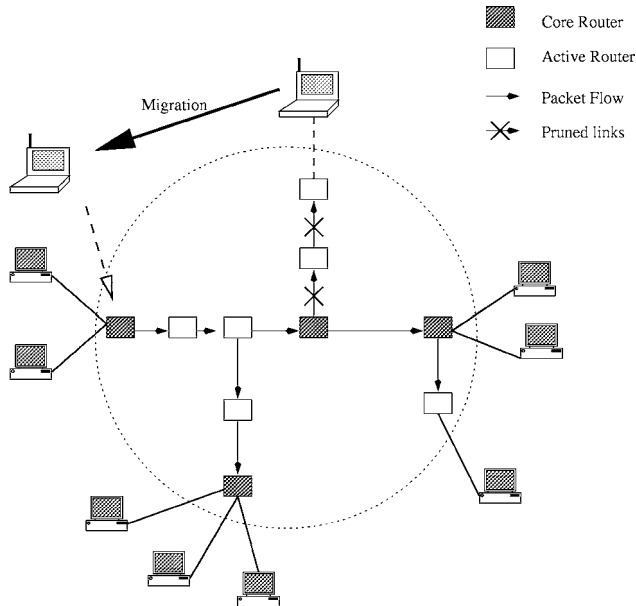 Core Router
Active Router
Migration
Packet Flow
Pruned links